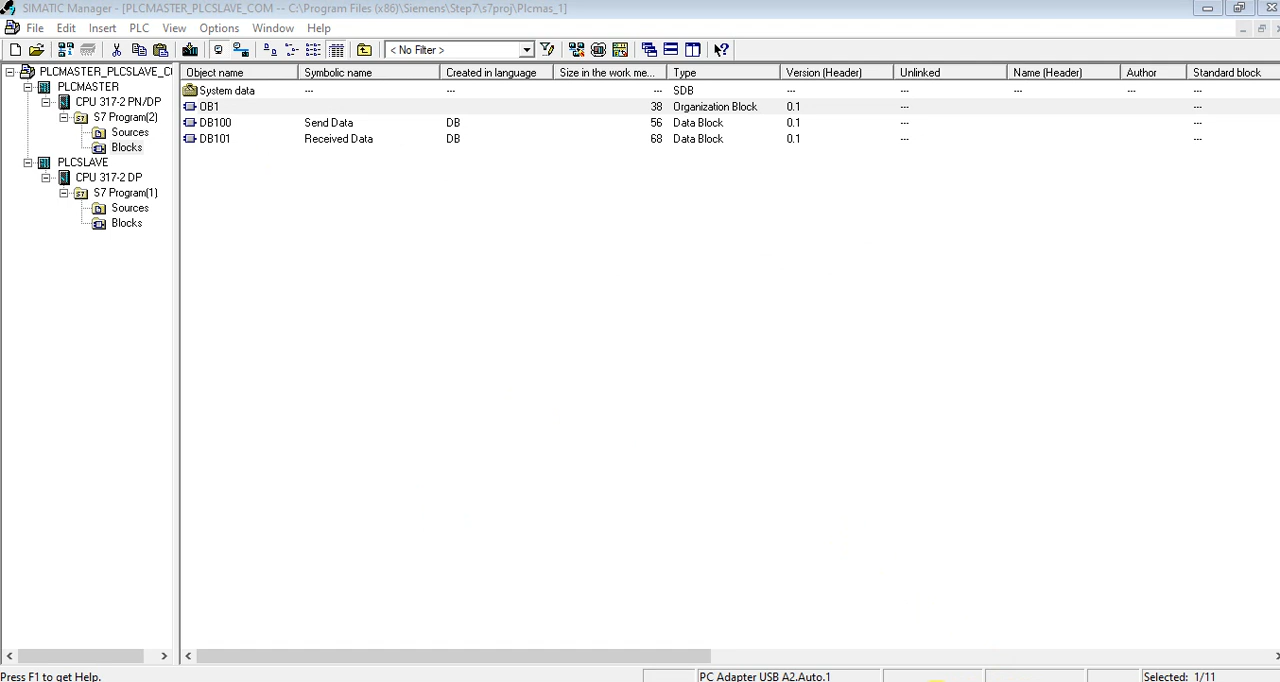 SIMATIC Manager - [PLCMASTER_PLCSLAVE_COM -- C:\Program Files (x86)\Siemens\Step7\s7proj\Plcmas_1]
File Edit Insert PLC View Options Window Help
< No Filter >
PLCMASTER_PLCSLAVE_CO
PLCMASTER
CPU 317-2 PN/DP
S7 Program(2)
Sources
Blocks
PLCSLAVE
CPU 317-2 DP
S7 Program(1)
Sources
Blocks
Object name Symbolic name Created in language Size in the work me... Type Version (Header) Unlinked Name (Header) Author Standard block
System data --- --- --- SDB --- --- --- --- ---
OB1 38 Organization Block 0.1 --- ---
DB100 Send Data DB 56 Data Block 0.1 --- ---
DB101 Received Data DB 68 Data Block 0.1 --- ---
Press F1 to get Help. PC Adapter USB A2.Auto.1 Selected: 1/11